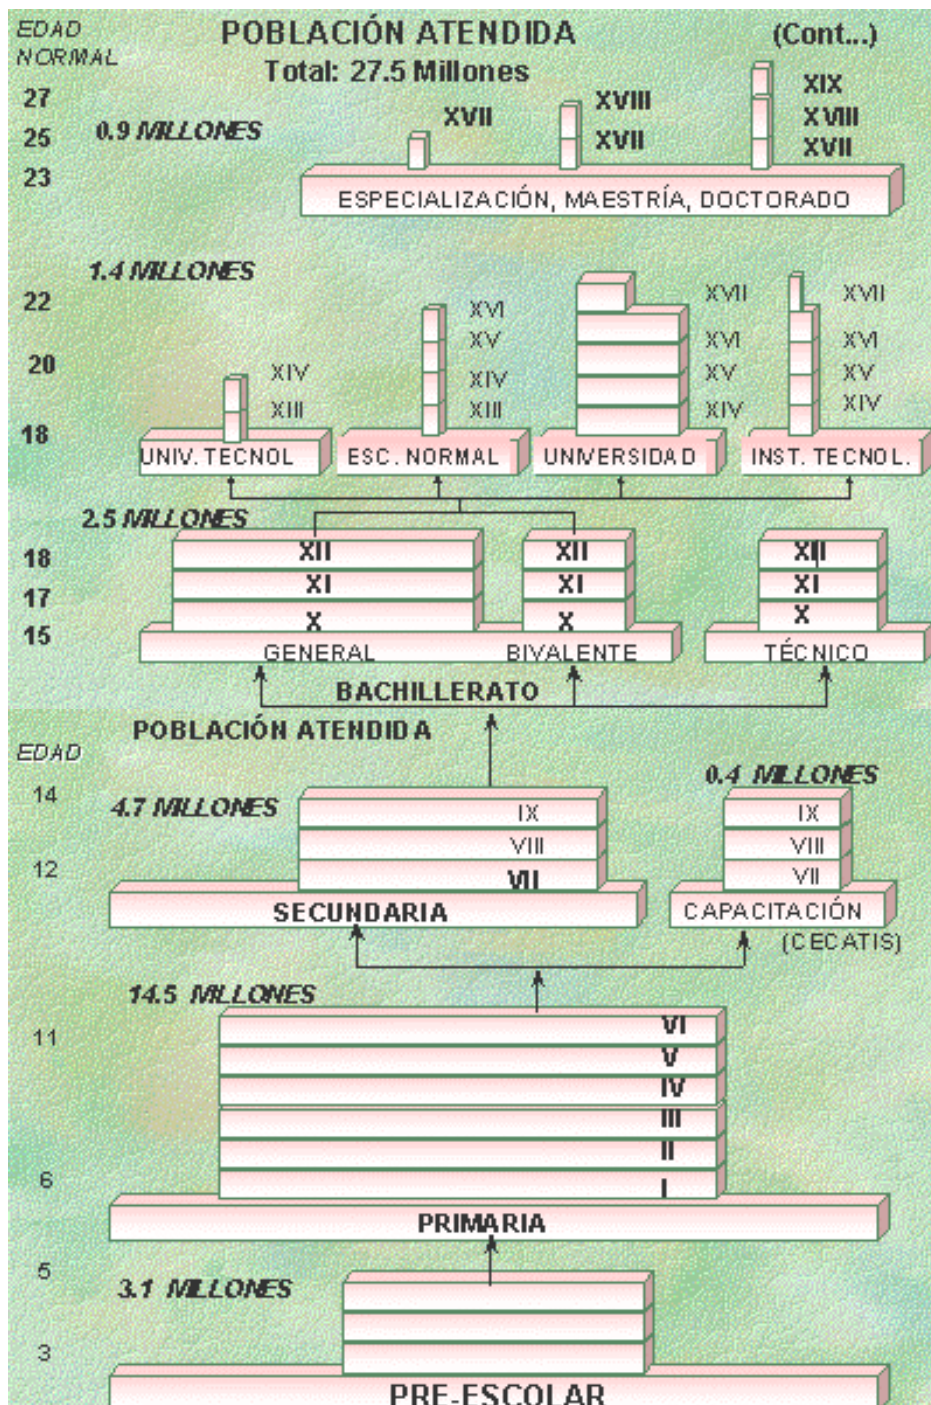 EDAD
NORMAL
POBLACIÓN ATENDIDA
(Cont...)
Total: 27.5 Millones
27
25
23
0.9 MILLONES
XVII
XVIII
XVII
XIX
XVIII
XVII
ESPECIALIZACIÓN, MAESTRÍA, DOCTORADO
1.4 MILLONES
22
20
18
XIV
XIII
XVI
XV
XIV
XIII
XVII
XVI
XV
XIV
XVII
XVI
XV
XIV
UNIV. TECNOL
ESC. NORMAL
UNIVERSIDAD
INST. TECNOL.
2.5 MILLONES
18
17
15
XII
XI
X
XII
XI
X
XIII
XI
X
GENERAL
BIVALENTE
TÉCNICO
BACHILLERATO
POBLACIÓN ATENDIDA
EDAD
14
12
4.7 MILLONES
0.4 MILLONES
IX
VIII
VII
IX
VIII
VII
SECUNDARIA
CAPACITACIÓN
(CECATIS)
14.5 MILLONES
11
6
VI
V
IV
III
II
I
PRIMARIA
5
3
3.1 MILLONES
PRE-ESCOLAR